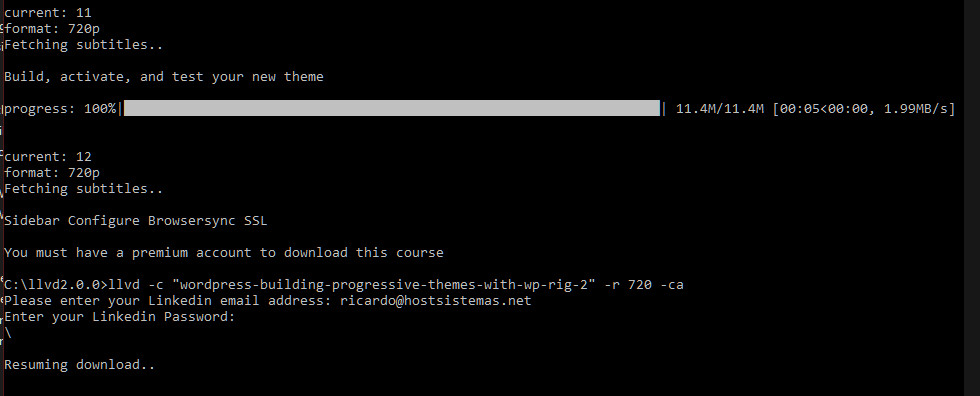 current: 11
format: 720p
Fetching subtitles..
Build, activate, and test your new theme
progress: 100%| | 11.4M/11.4M [00:05<00:00, 1.99MB/s]
current: 12
format: 720p
Fetching subtitles..
Sidebar Configure Browsersync SSL
You must have a premium account to download this course
C:\llvd2.0.0>llvd -c "wordpress-building-progressive-themes-with-wp-rig-2" -r 720 -ca
Please enter your Linkedin email address: ricardo@hostsistemas.net
Enter your Linkedin Password:
\
Resuming download..